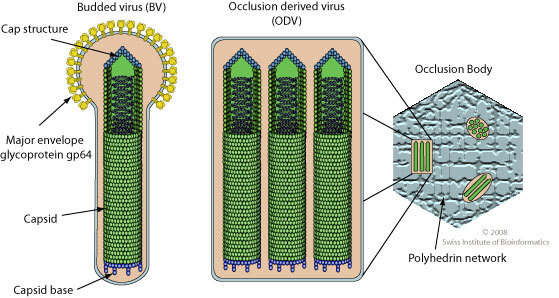 Budded virus (BV)
Cap structure
Major envelope
glycoprotein gp64
Capsid
Capsid base
Occlusion derived virus
(ODV)
Occlusion Body
© 2008
Swiss Institute of Bioinformatics
Polyhedrin network